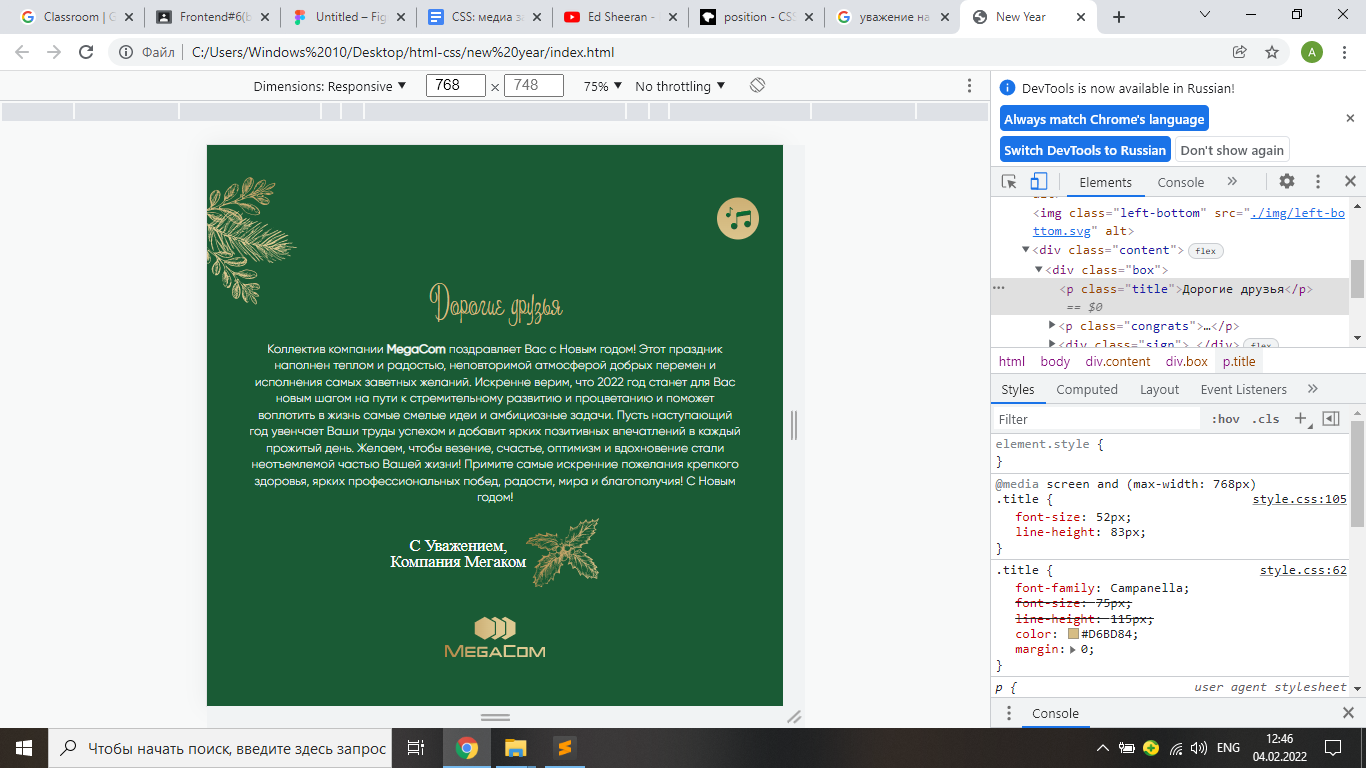 Classroom | G
Frontend#6(b
Untitled – Fig
CSS: медиа за
Ed Sheeran -
position - CSS
уважение на
New Year
Файл
C:/Users/Windows%2010/Desktop/html-css/new%20year/index.html
A
Dimensions: Responsive
768 × 748
75%
No throttling
Дорогие друзья
Коллектив компании MegaCom поздравляет Вас с Новым годом! Этот праздник
наполнен теплом и радостью, неповторимой атмосферой добрых перемен и
исполнения самых заветных желаний. Искренне верим, что 2022 год станет для Вас
новым шагом на пути к стремительному развитию и процветанию и поможет
воплотить в жизнь самые смелые идеи и амбициозные задачи. Пусть наступающий
год увенчает Ваши труды успехом и добавит ярких позитивных впечатлений в каждый
прожитый день. Желаем, чтобы везение, счастье, оптимизм и вдохновение стали
неотъемлемой частью Вашей жизни! Примите самые искренние пожелания крепкого
здоровья, ярких профессиональных побед, радости, мира и благополучия! С Новым
годом!
С Уважением,
Компания Мегаком
MEGACOM
DevTools is now available in Russian!
Always match Chrome's language
Switch DevTools to Russian
Don't show again
Elements
Console
<img class="left-bottom" src="./img/left-bo
ttom.svg" alt>
<div class="content"> flex
<div class="box">
<p class="title">Дорогие друзья</p>
== $0
<p class="congrats">…</p>
<div class="sign"> </div> flex
html body div.content div.box p.title
Styles Computed Layout Event Listeners
Filter :hov .cls
element.style {
}
@media screen and (max-width: 768px)
.title { style.css:105
font-size: 52px;
line-height: 83px;
}
.title { style.css:62
font-family: Campanella;
font-size: 75px;
line-height: 115px;
color: #D6BD84;
margin: 0;
}
p { user agent stylesheet
Console
Чтобы начать поиск, введите здесь запрос
ENG
12:46
04.02.2022